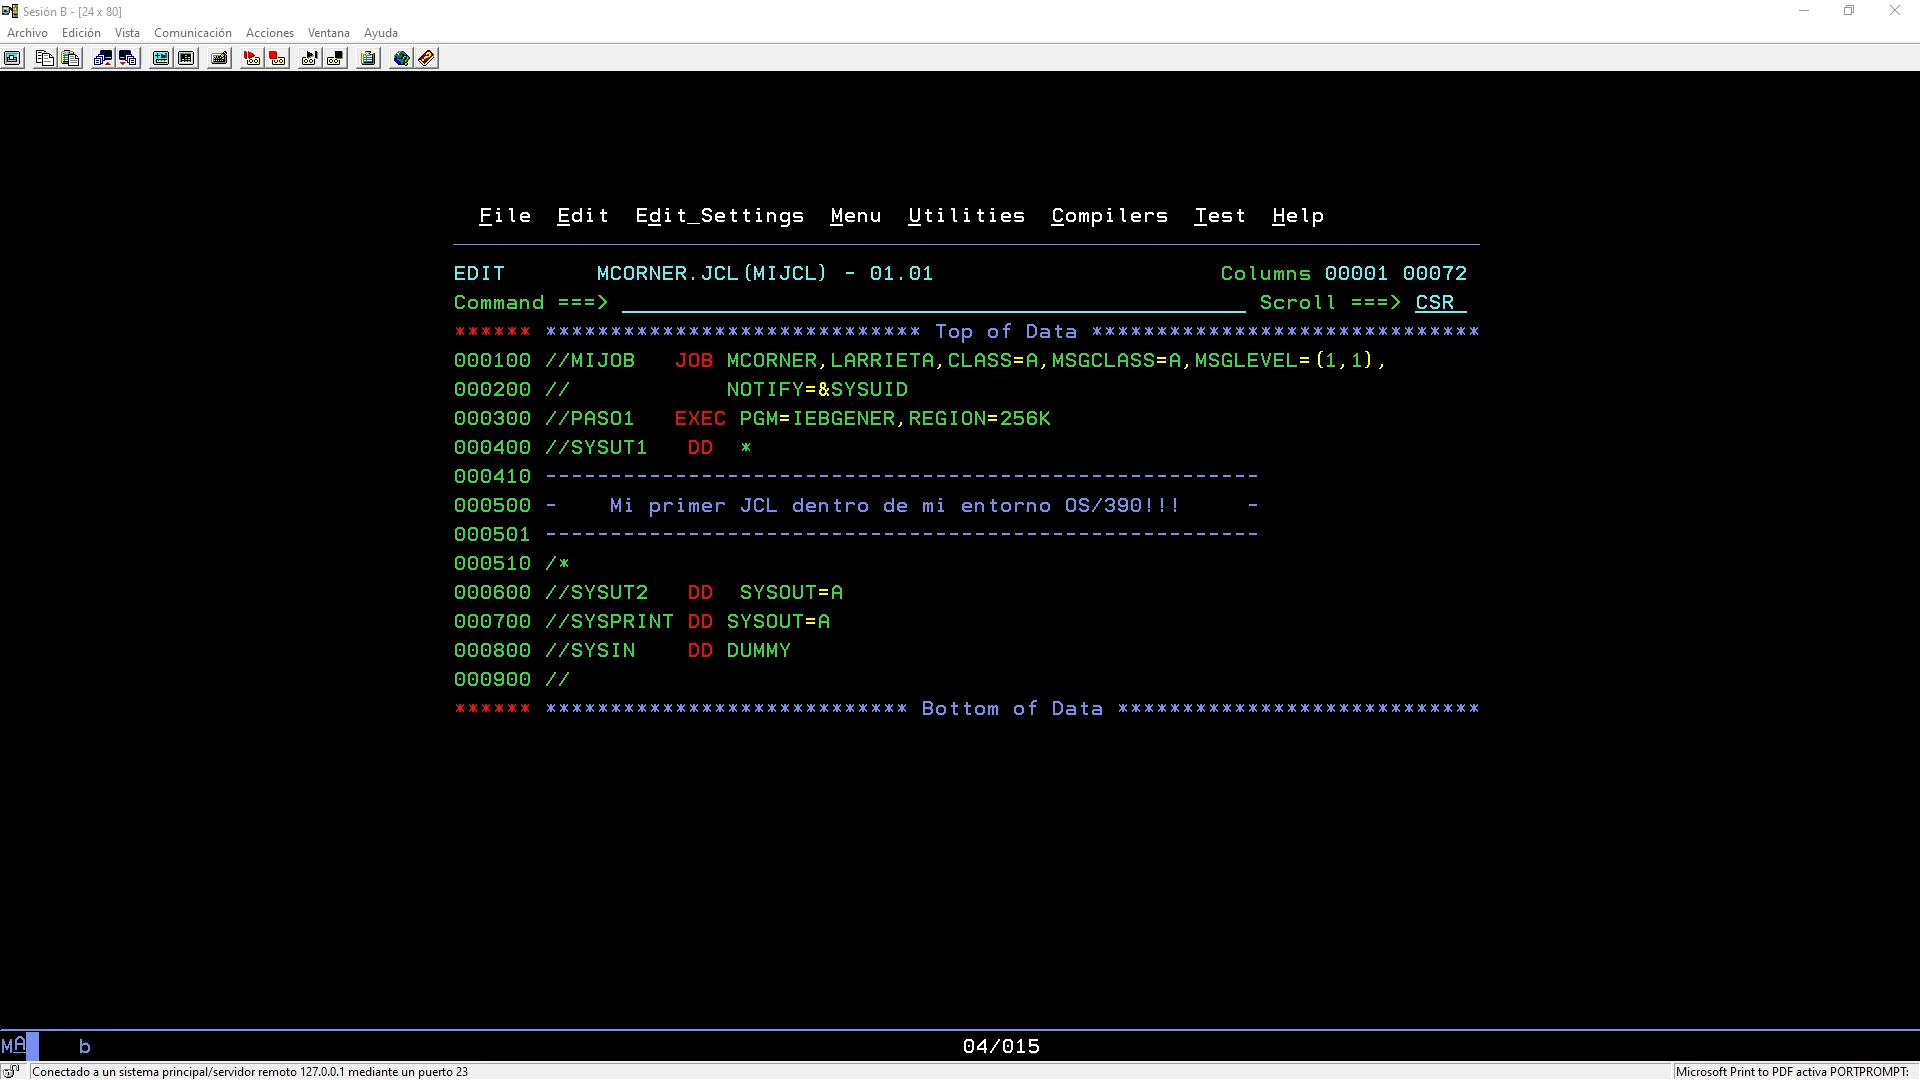 Sesión B - [24 x 80]
Archivo Edición Vista Comunicación Acciones Ventana Ayuda
File Edit Edit_Settings Menu Utilities Compilers Test Help
EDIT       MCORNER.JCL(MIJCL) - 01.01                      Columns 00001 00072
Command ===>                                                  Scroll ===> CSR
****** ***************************** Top of Data ******************************
000100 //MIJOB   JOB MCORNER,LARRIETA,CLASS=A,MSGCLASS=A,MSGLEVEL=(1,1),
000200 //            NOTIFY=&SYSUID
000300 //PASO1   EXEC PGM=IEBGENER,REGION=256K
000400 //SYSUT1   DD  *
000410 -------------------------------------------------------
000500 -    Mi primer JCL dentro de mi entorno OS/390!!!     -
000501 -------------------------------------------------------
000510 /*
000600 //SYSUT2   DD  SYSOUT=A
000700 //SYSPRINT DD SYSOUT=A
000800 //SYSIN    DD DUMMY
000900 //
****** **************************** Bottom of Data ****************************
MA b 04/015
Conectado a un sistema principal/servidor remoto 127.0.0.1 mediante un puerto 23 Microsoft Print to PDF activa PORTPROMPT: